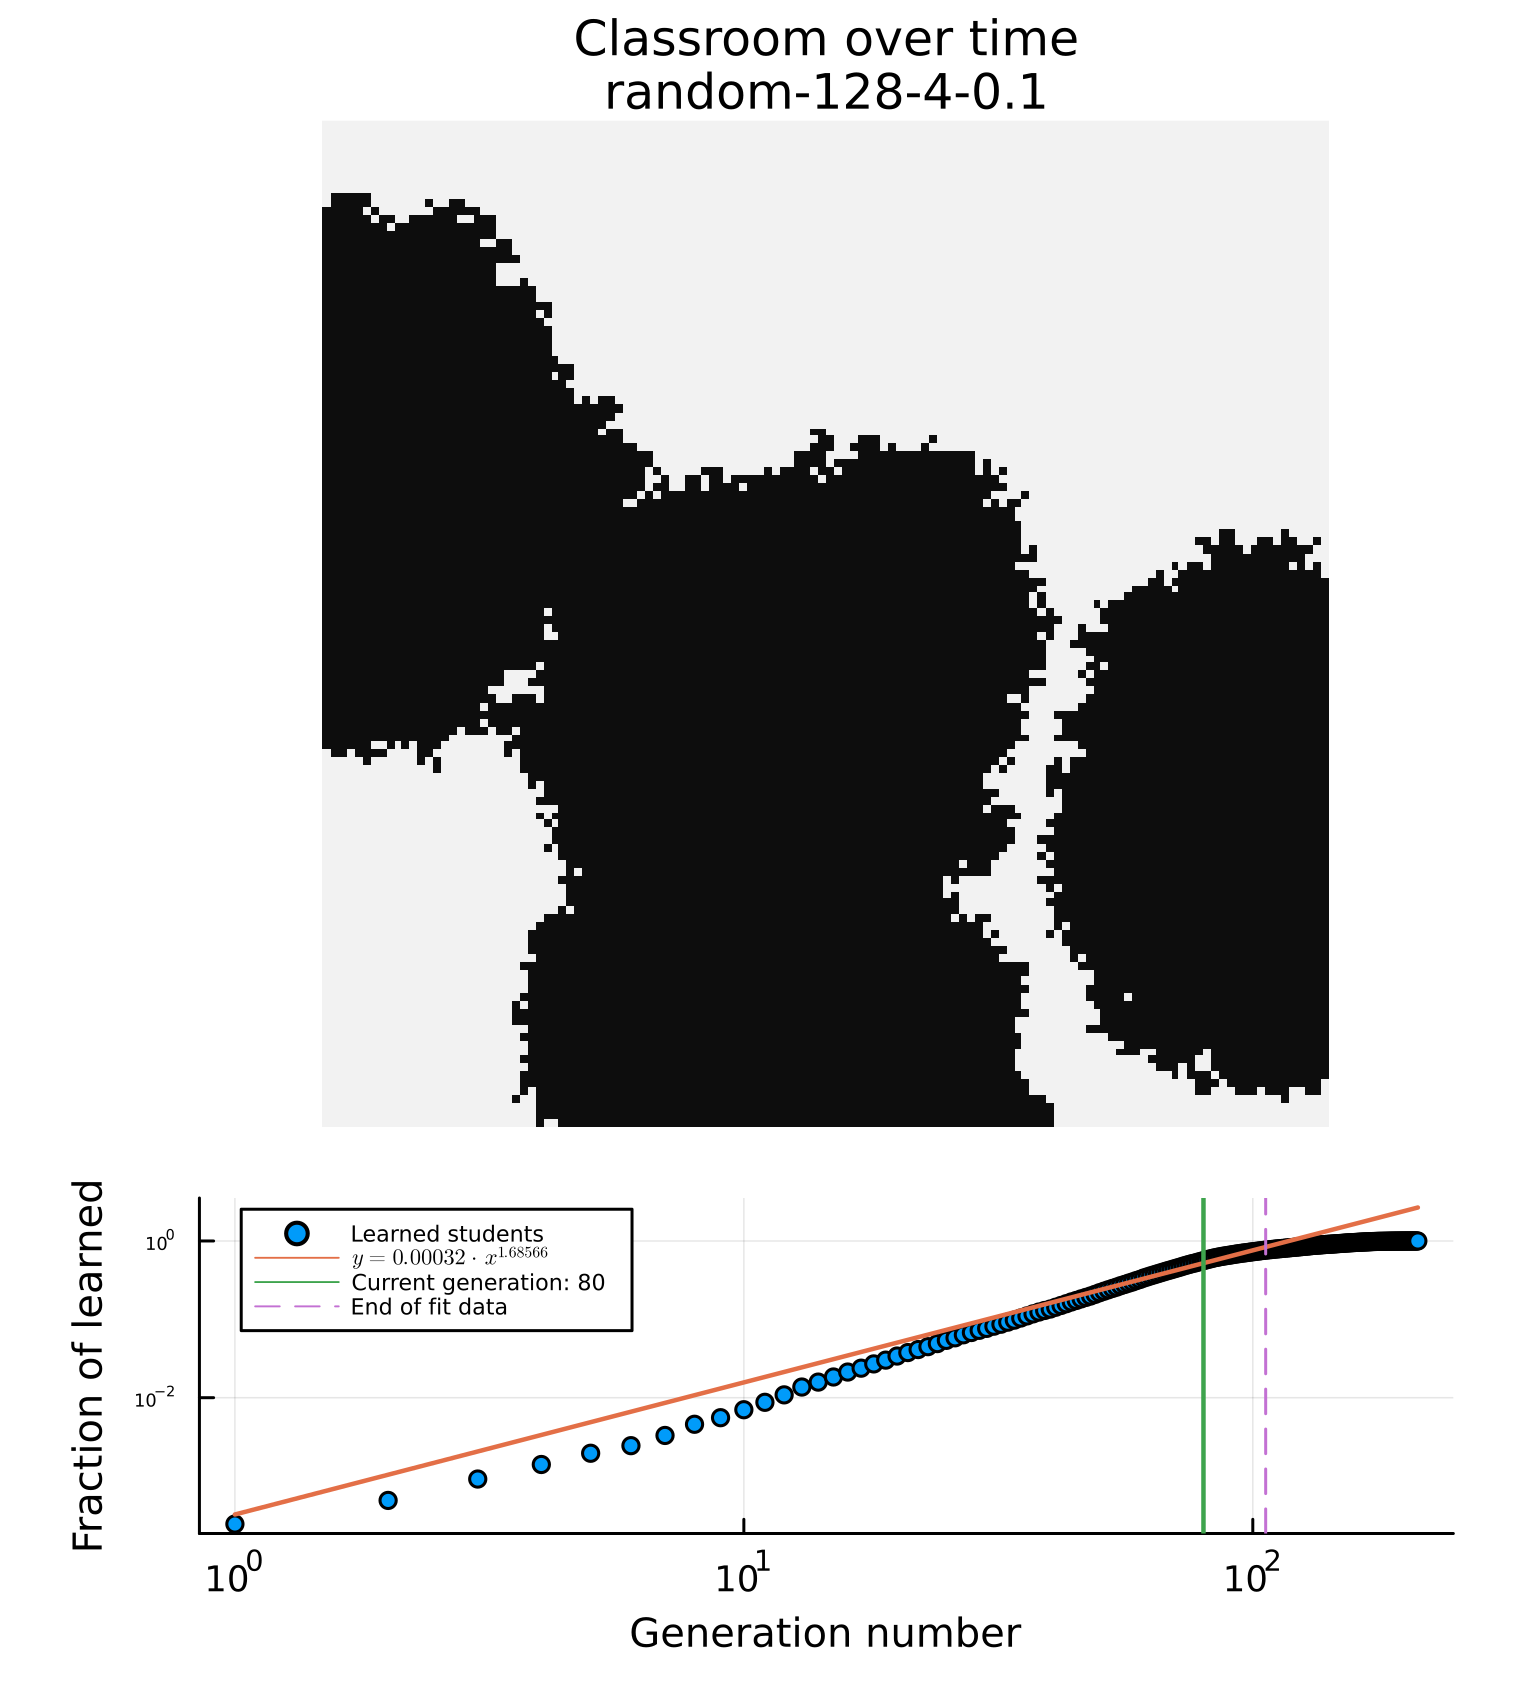 Classroom over time
random-128-4-0.1
Fraction of learned
10⁰
10⁻²
Learned students
y = 0.00032 · x^1.68566
Current generation: 80
End of fit data
10⁰ 10¹ 10²
Generation number